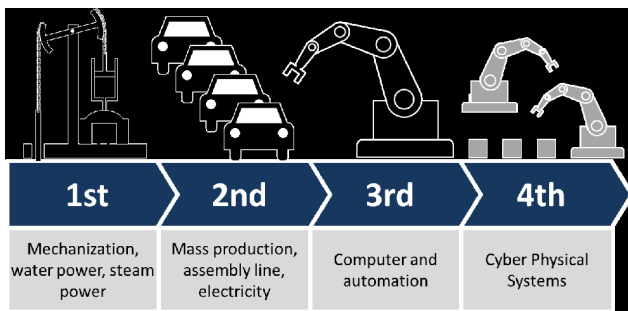 1st
2nd
3rd
4th
Mechanization,
water power, steam
power
Mass production,
assembly line,
electricity
Computer and
automation
Cyber Physical
Systems